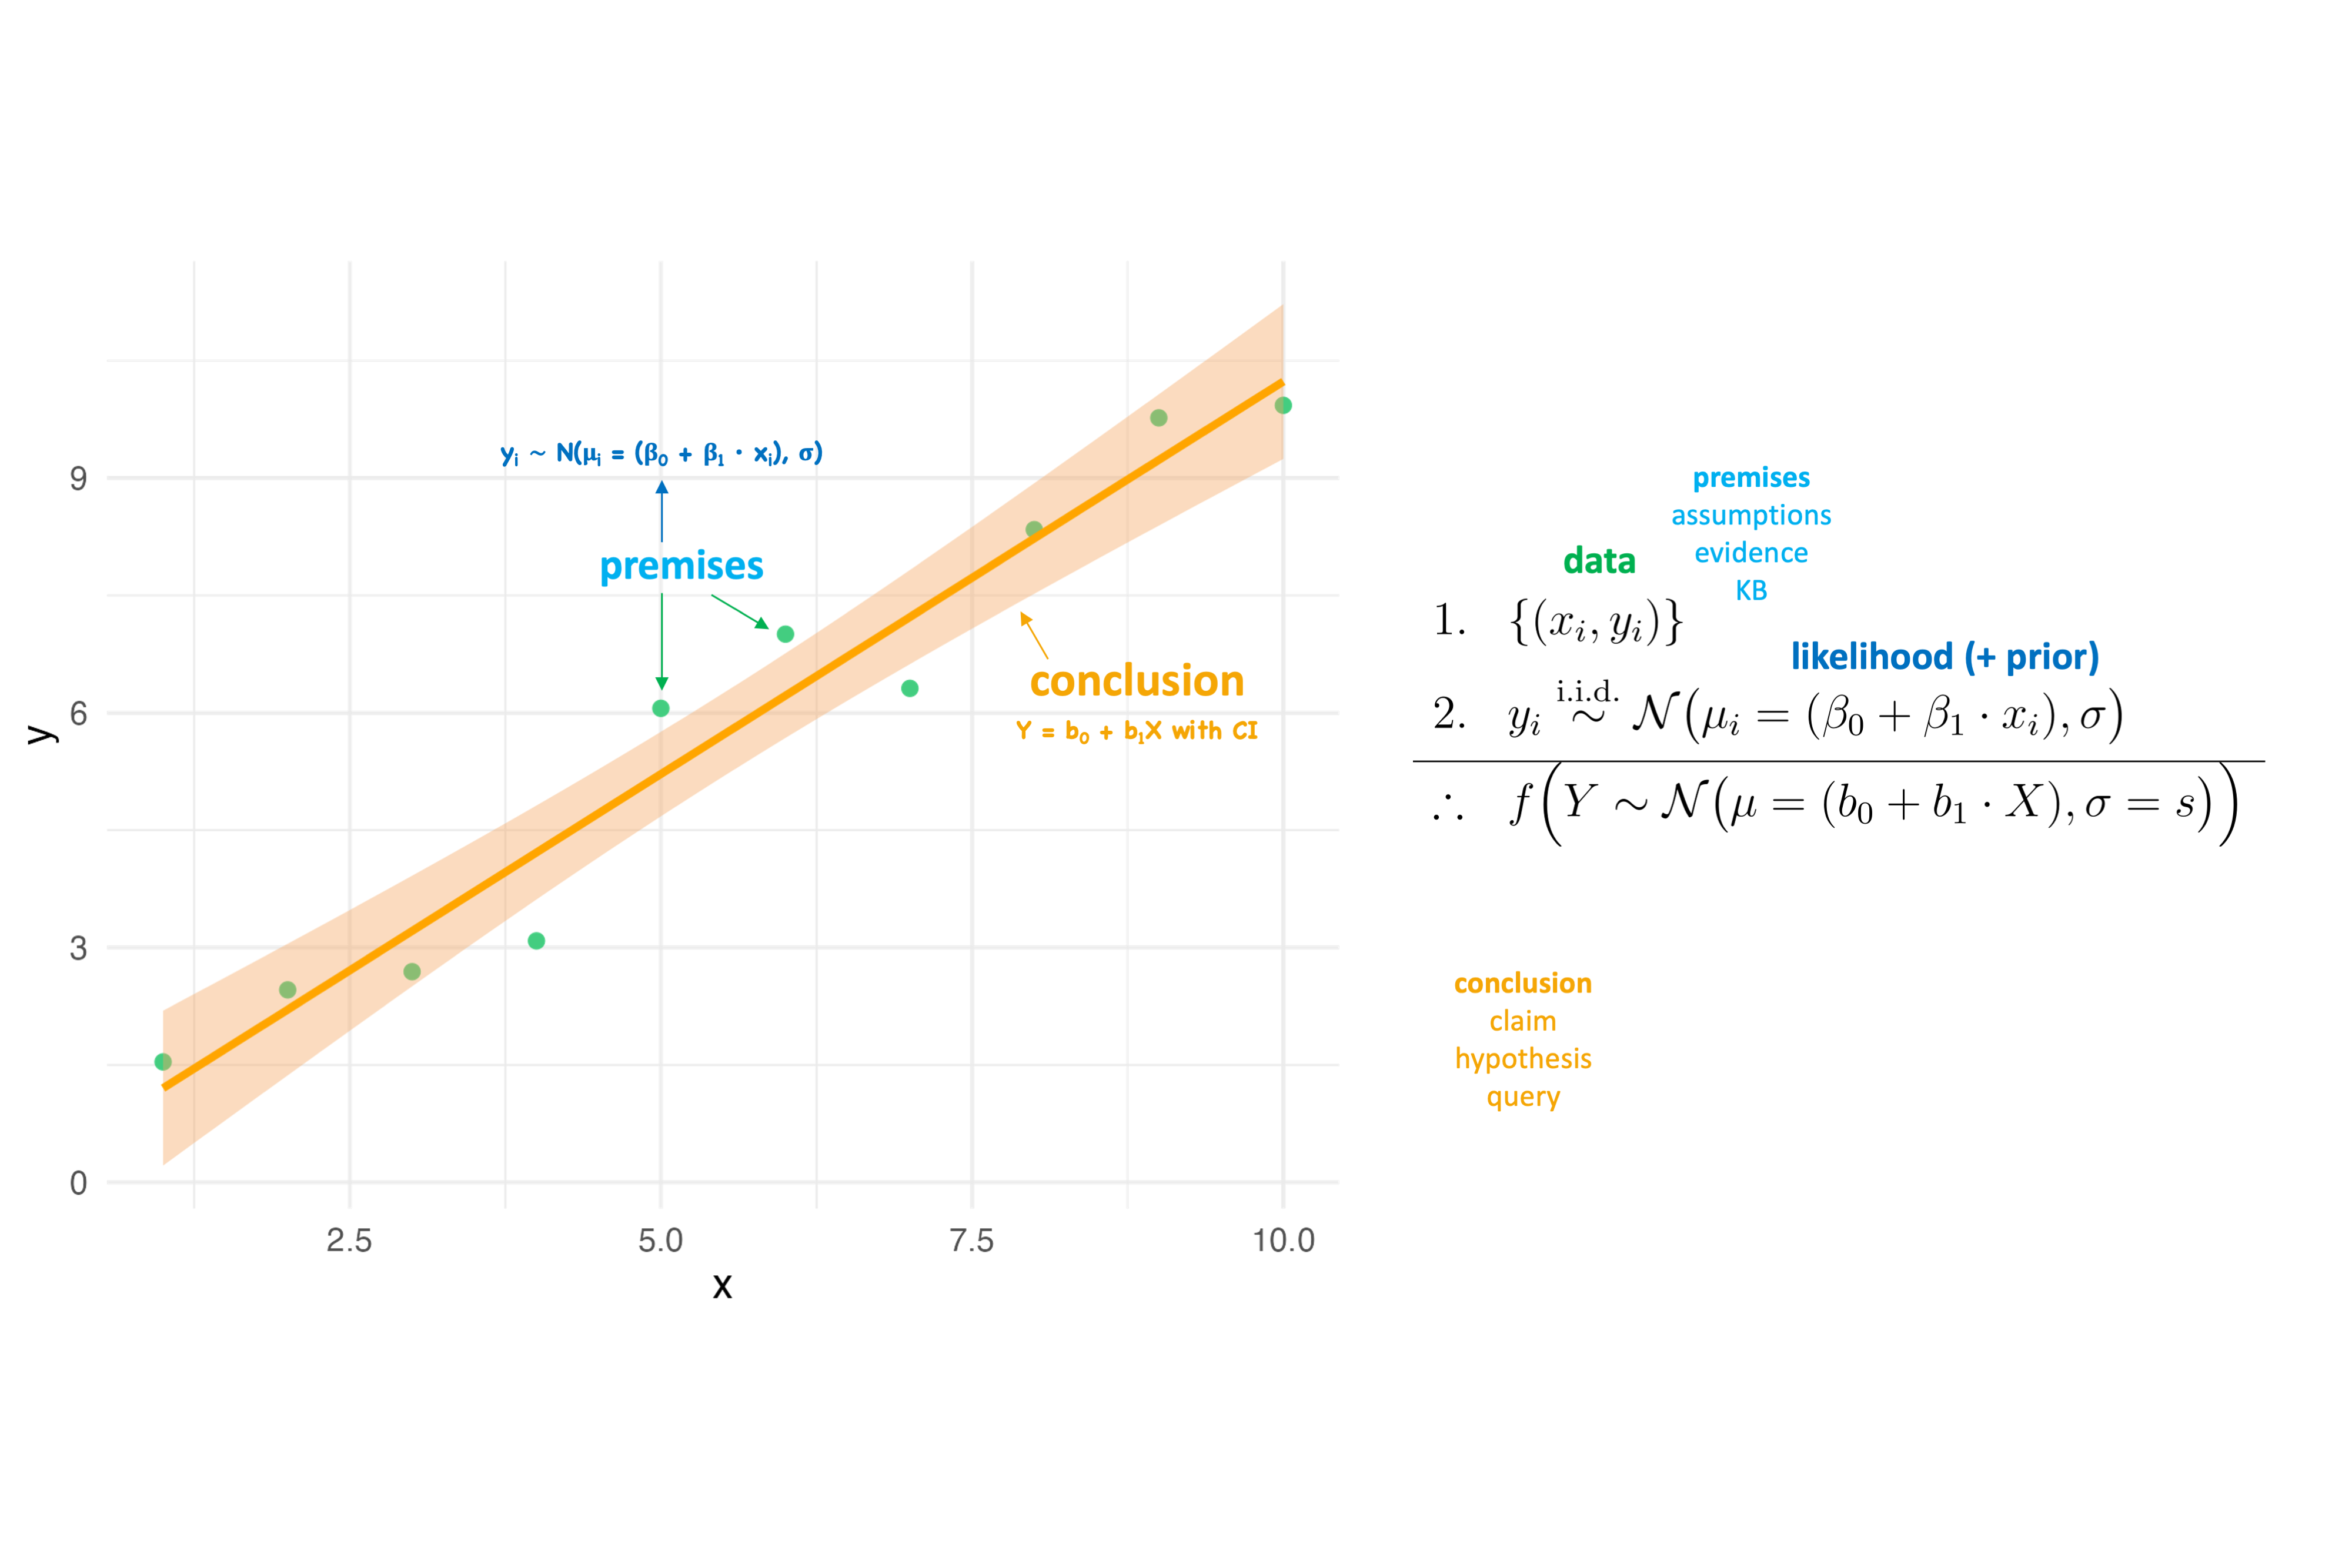 yᵢ ~ N(μᵢ = (β₀ + β₁ · xᵢ), σ)
premises
conclusion
Y = b₀ + b₁X with CI
y
9
6
3
0
2.5 5.0 7.5 10.0
x
premises
assumptions
evidence
KB
data
1. {(xᵢ, yᵢ)}
likelihood (+ prior)
i.i.d.
2. yᵢ ~ 𝒩(μᵢ = (β₀ + β₁ · xᵢ), σ)
∴ f(Y ~ 𝒩(μ = (b₀ + b₁ · X), σ = s))
conclusion
claim
hypothesis
query